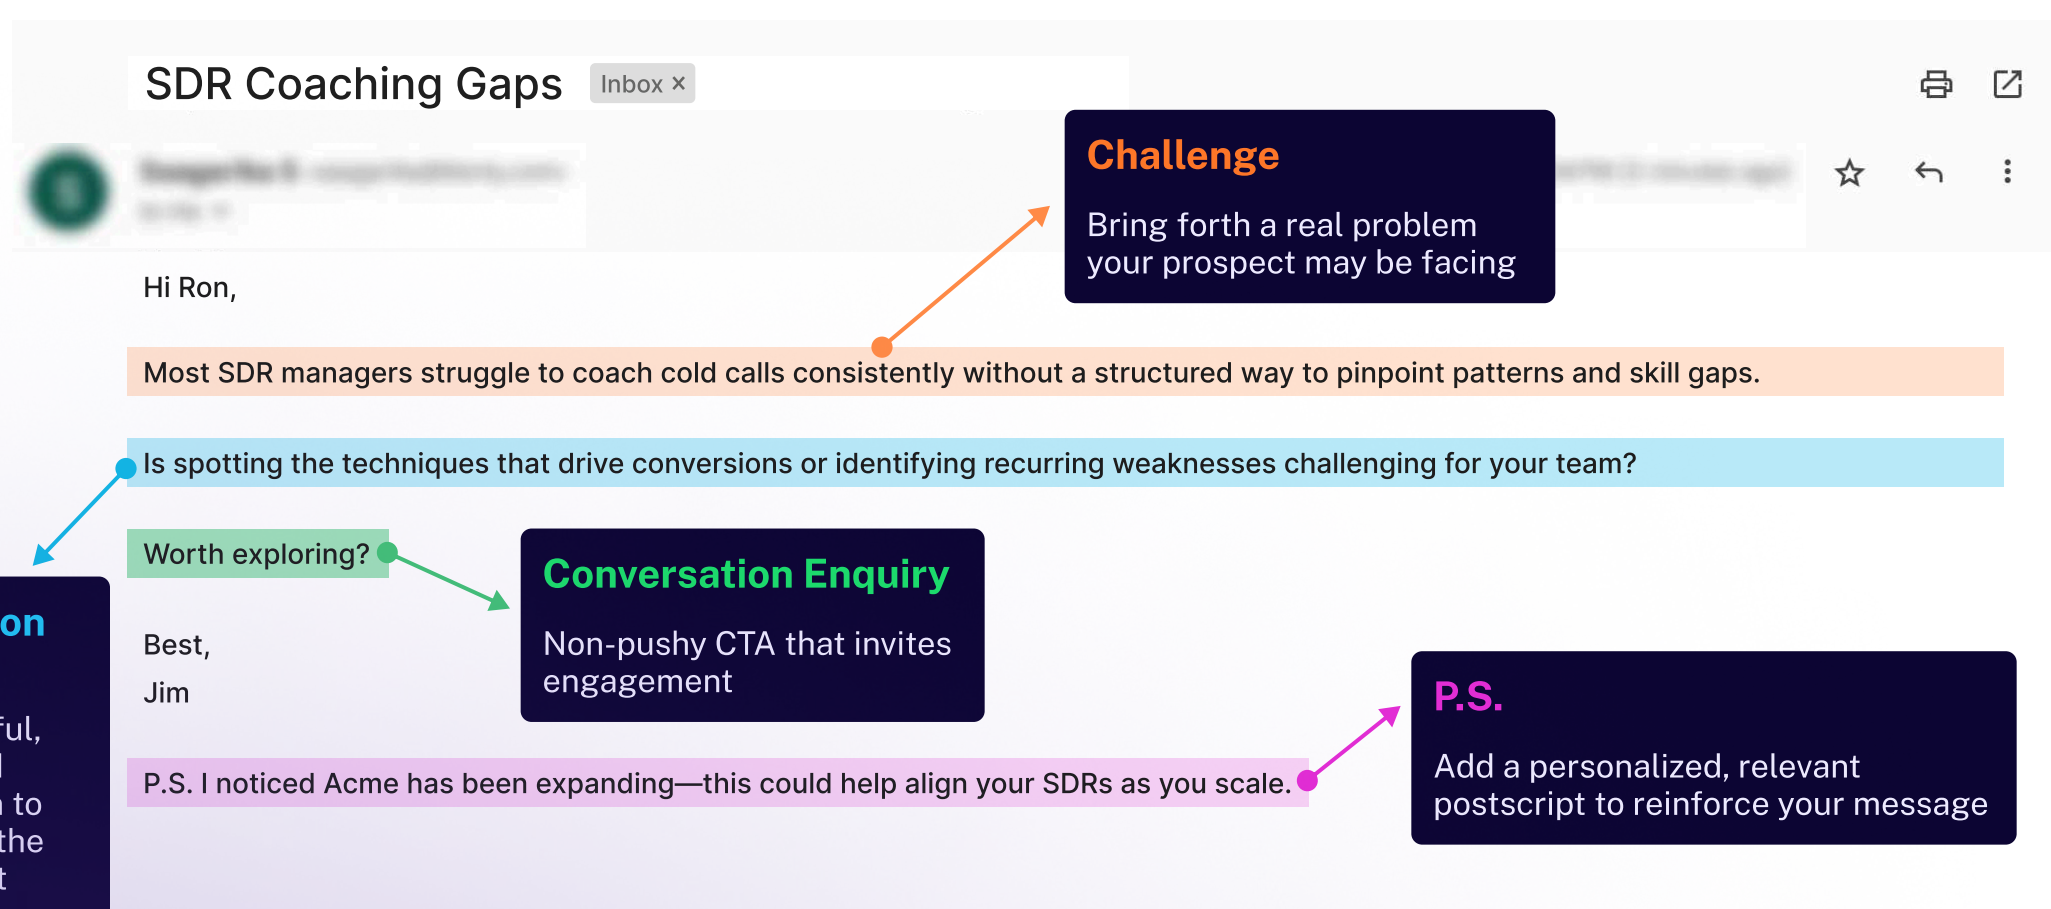 SDR Coaching Gaps
Inbox ×
Challenge
Bring forth a real problem
your prospect may be facing
Hi Ron,
Most SDR managers struggle to coach cold calls consistently without a structured way to pinpoint patterns and skill gaps.
Is spotting the techniques that drive conversions or identifying recurring weaknesses challenging for your team?
Worth exploring?
Conversation Enquiry
Non-pushy CTA that invites
engagement
on
ful,
to
the
t
Best,
Jim
P.S.
Add a personalized, relevant
postscript to reinforce your message
P.S. I noticed Acme has been expanding—this could help align your SDRs as you scale.